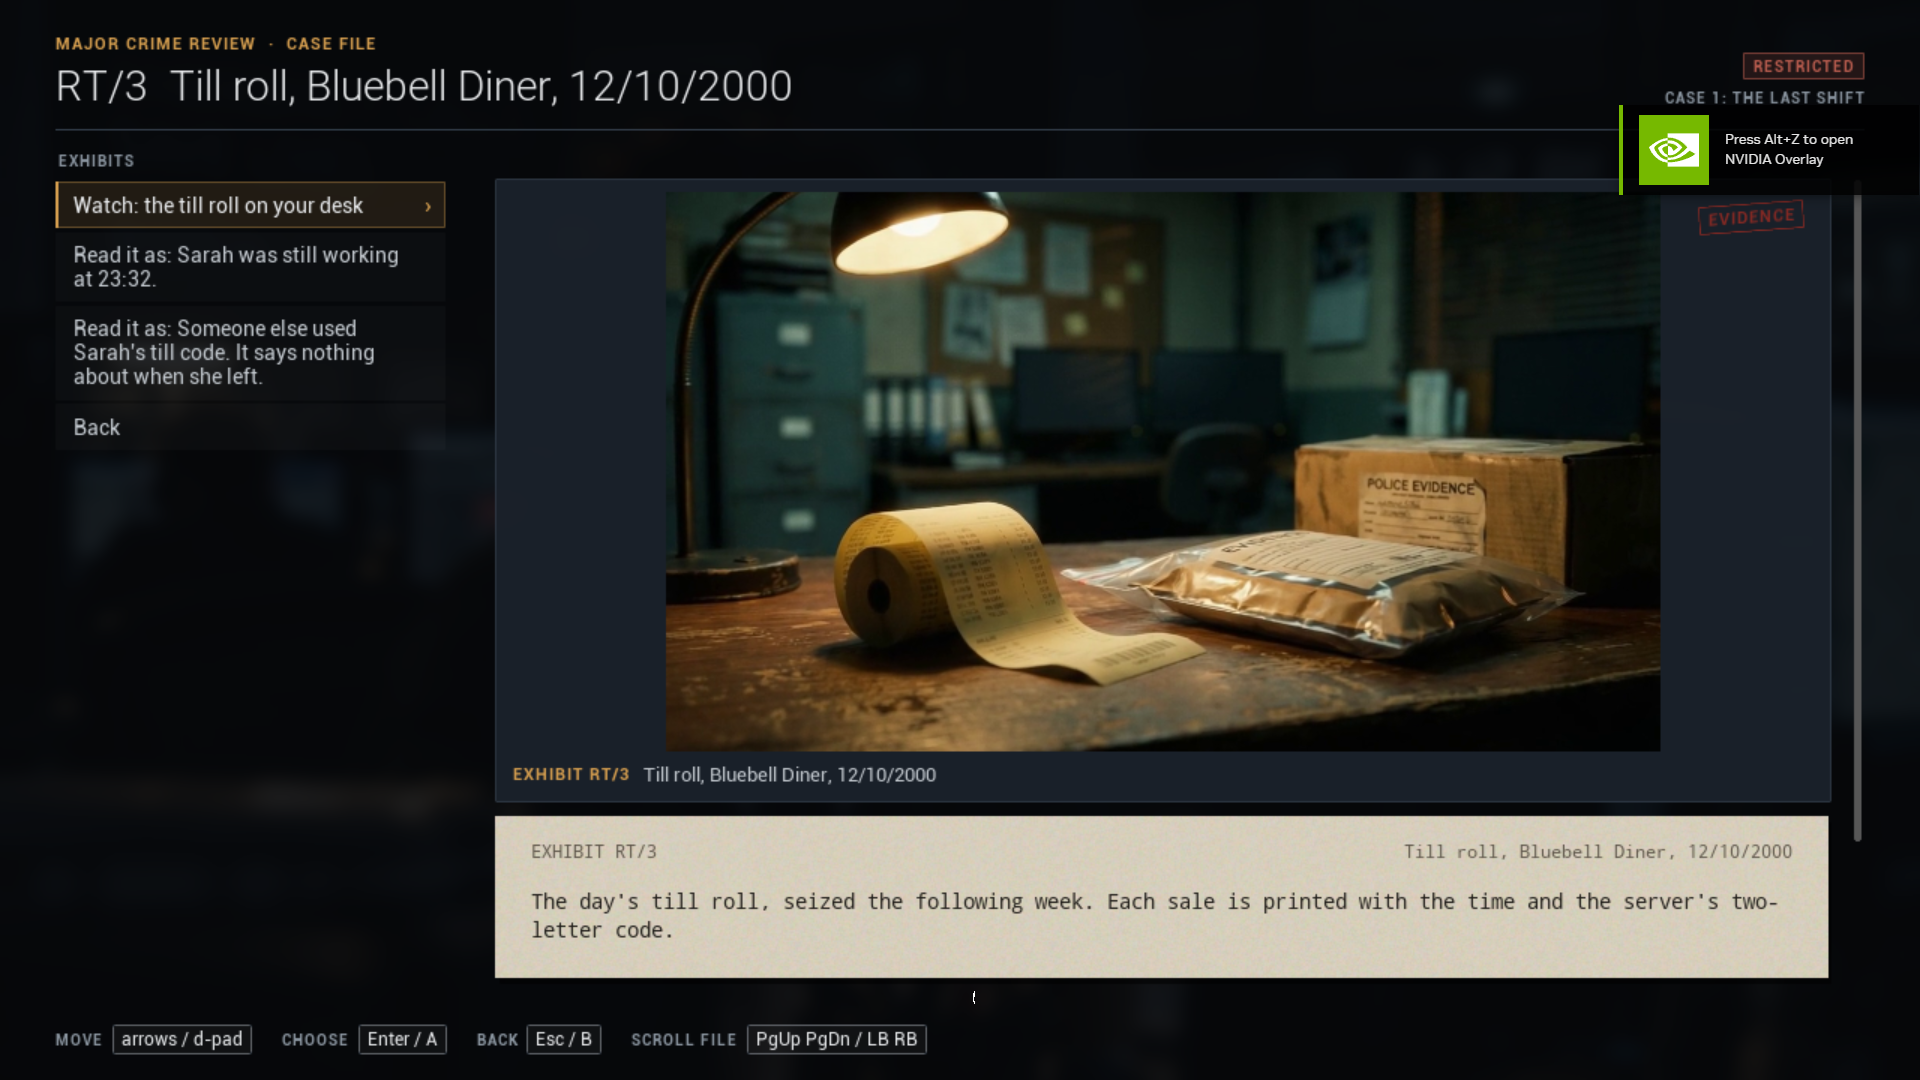 MAJOR CRIME REVIEW · CASE FILE
RT/3 Till roll, Bluebell Diner, 12/10/2000
RESTRICTED
CASE 1: THE LAST SHIFT
Press Alt+Z to open
NVIDIA Overlay
EXHIBITS
Watch: the till roll on your desk ›
Read it as: Sarah was still working
at 23:32.
Read it as: Someone else used
Sarah's till code. It says nothing
about when she left.
Back
EVIDENCE
POLICE EVIDENCE
EXHIBIT RT/3 Till roll, Bluebell Diner, 12/10/2000
EXHIBIT RT/3 Till roll, Bluebell Diner, 12/10/2000
The day's till roll, seized the following week. Each sale is printed with the time and the server's two-
letter code.
MOVE arrows / d-pad CHOOSE Enter / A BACK Esc / B SCROLL FILE PgUp PgDn / LB RB